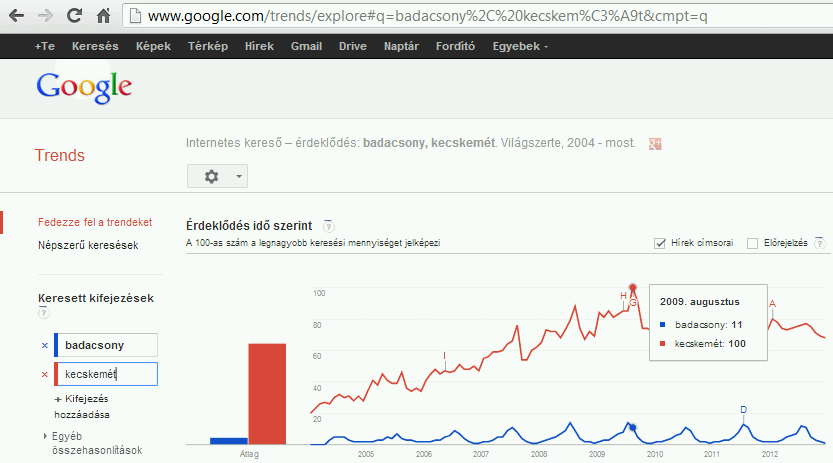 www.google.com/trends/explore#q=badacsony%2C%20kecskem%C3%A9t&cmpt=q
+Te Keresés Képek Térkép Hírek Gmail Drive Naptár Fordító Egyebek
Google
Trends
Internetes kereső – érdeklődés: badacsony, kecskemét. Világszerte, 2004 - most.
g+
Fedezze fel a trendeket
Népszerű keresések
Keresett kifejezések
?
× badacsony
× kecskemét
+ Kifejezés
hozzáadása
Egyéb
összehasonlítások
Érdeklődés idő szerint ?
A 100-as szám a legnagyobb keresési mennyiséget jelképezi
Hírek címsorai Előrejelzés ?
100
80
60
40
20
I
H
G
A
D
2009. augusztus
badacsony: 11
kecskemét: 100
Átlag
2005 2006 2007 2008 2009 2010 2011 2012